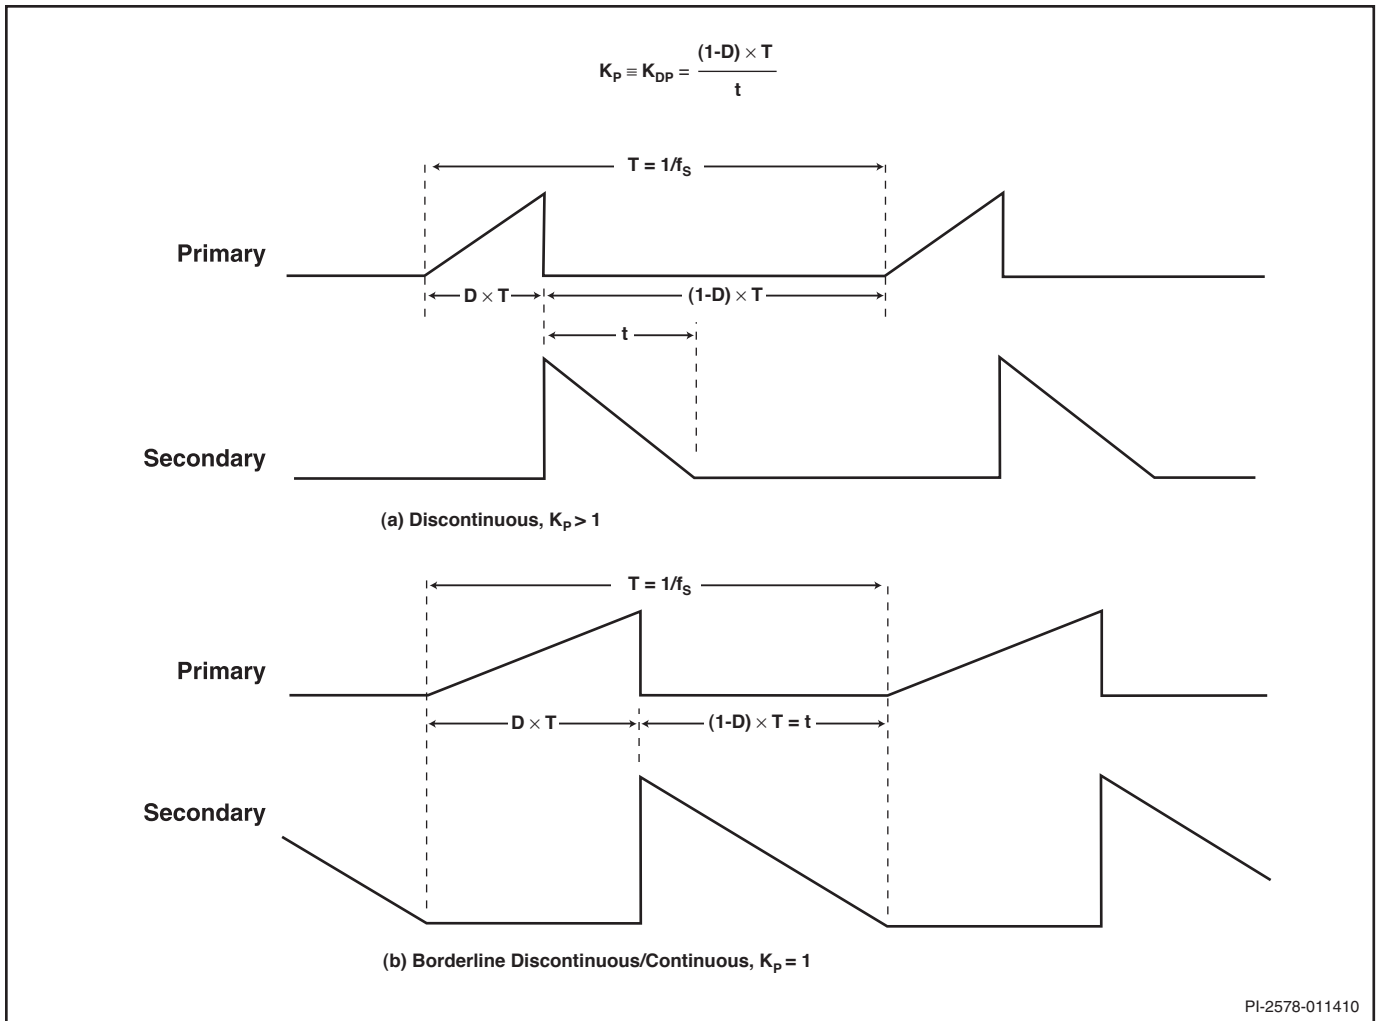 (1-D) × T
K_P ≡ K_DP =
t
T = 1/f_S
Primary
D × T
(1-D) × T
t
Secondary
(a) Discontinuous, K_P > 1
T = 1/f_S
Primary
D × T
(1-D) × T = t
Secondary
(b) Borderline Discontinuous/Continuous, K_P = 1
PI-2578-011410